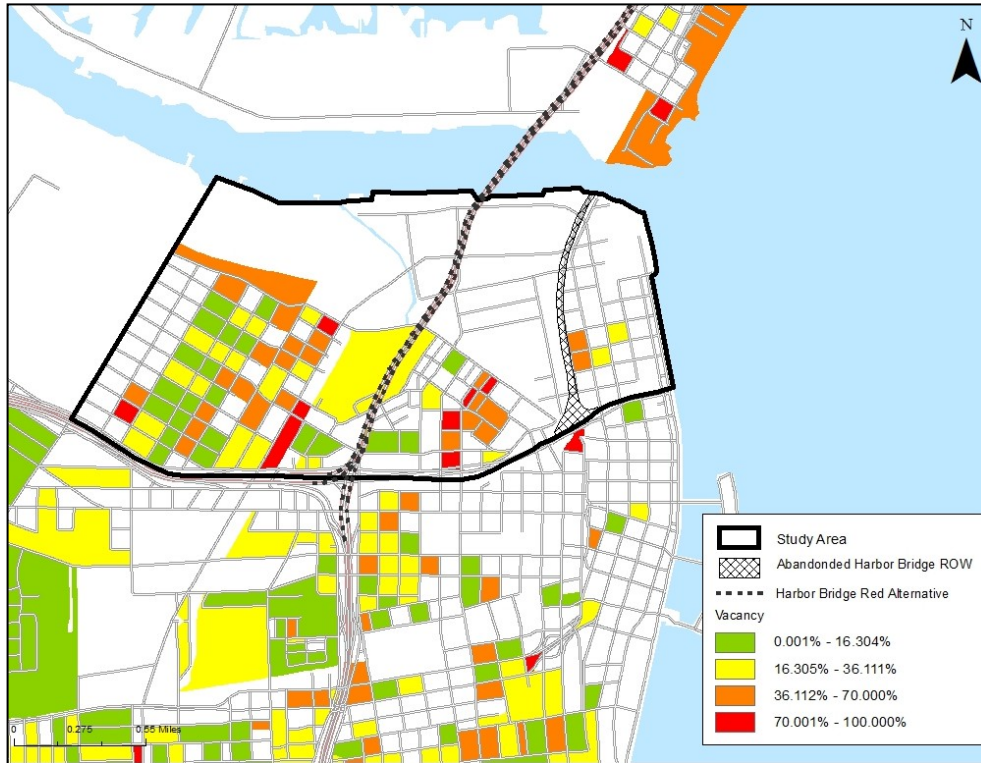 N
Study Area
Abandonded Harbor Bridge ROW
Harbor Bridge Red Alternative
Vacancy
0.001% - 16.304%
16.305% - 36.111%
36.112% - 70.000%
70.001% - 100.000%
0 0.275 0.55 Miles